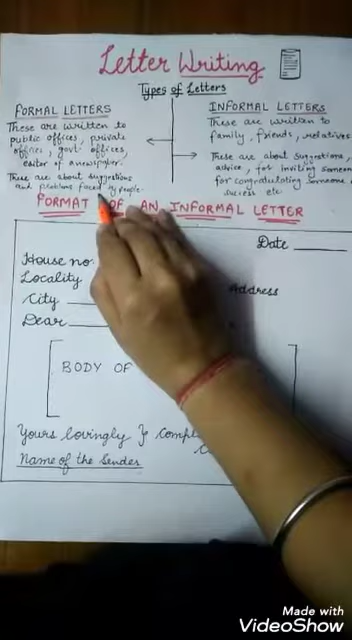 Letter Writing
Types of Letters
FORMAL LETTERS
These are written to
public offices, private
offices, govt. offices,
editor of a newspaper.
These are about suggestions
and problems faced by people.
INFORMAL LETTERS
These are written to
family, friends, relatives
These are about suggestions,
advice, for inviting someone
for congratulating someone
success etc
FORMAT OF AN INFORMAL LETTER
Date
House no.
Locality
City
Address
Dear
BODY OF
Yours lovingly } Compl
Name of the Sender
Made with
VideoShow